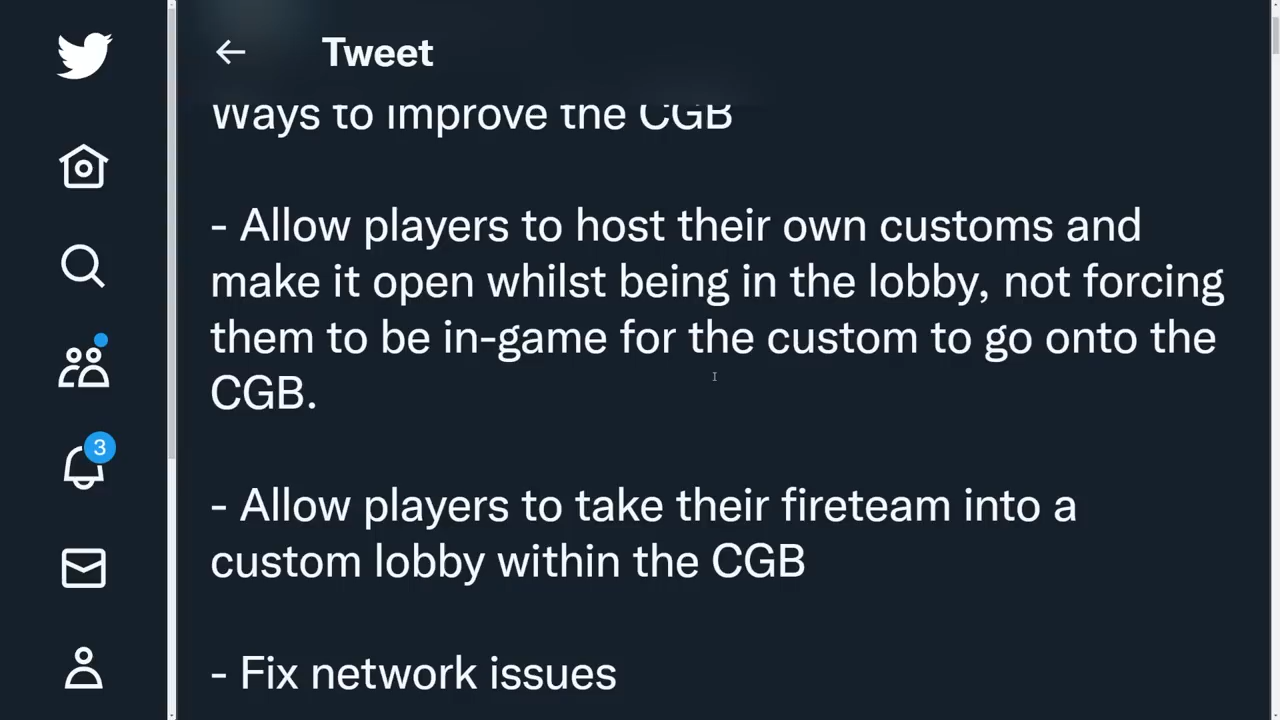 Tweet
Ways to improve the CGB
- Allow players to host their own customs and
make it open whilst being in the lobby, not forcing
them to be in-game for the custom to go onto the
CGB.
- Allow players to take their fireteam into a
custom lobby within the CGB
- Fix network issues
3